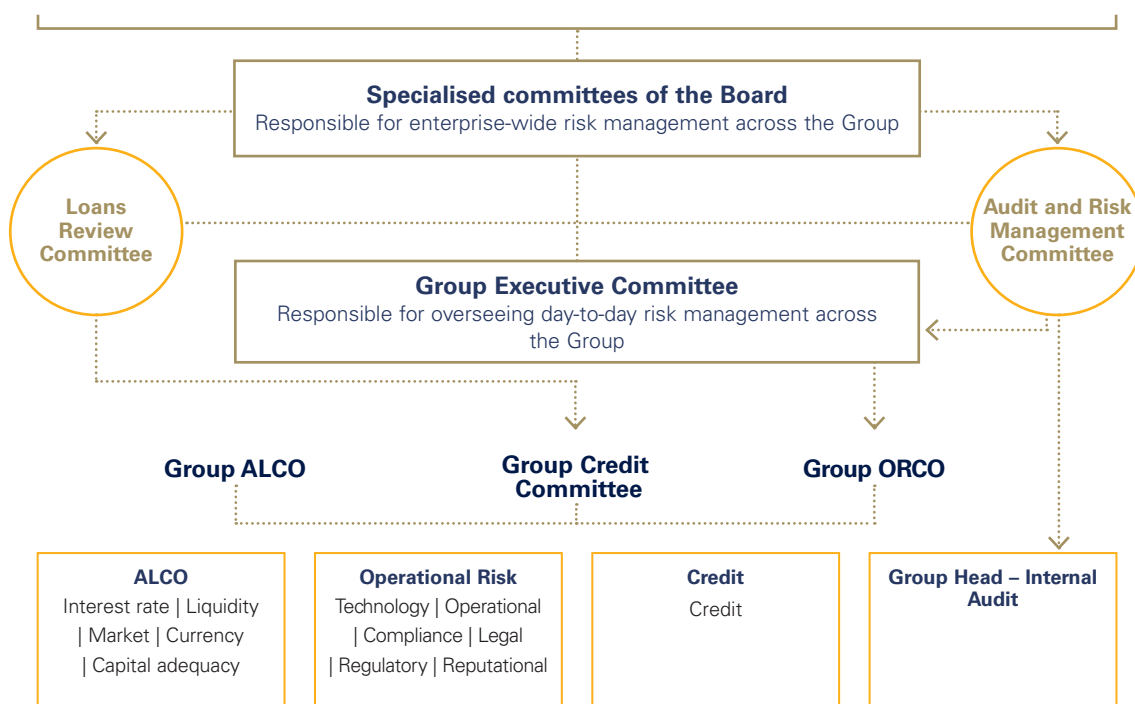 Specialised committees of the Board
Responsible for enterprise-wide risk management across the Group
Loans
Review
Committee
Audit and Risk
Management
Committee
Group Executive Committee
Responsible for overseeing day-to-day risk management across
the Group
Group ALCO
Group Credit
Committee
Group ORCO
ALCO
Interest rate | Liquidity
| Market | Currency
| Capital adequacy
Operational Risk
Technology | Operational
| Compliance | Legal
| Regulatory | Reputational
Credit
Credit
Group Head – Internal
Audit